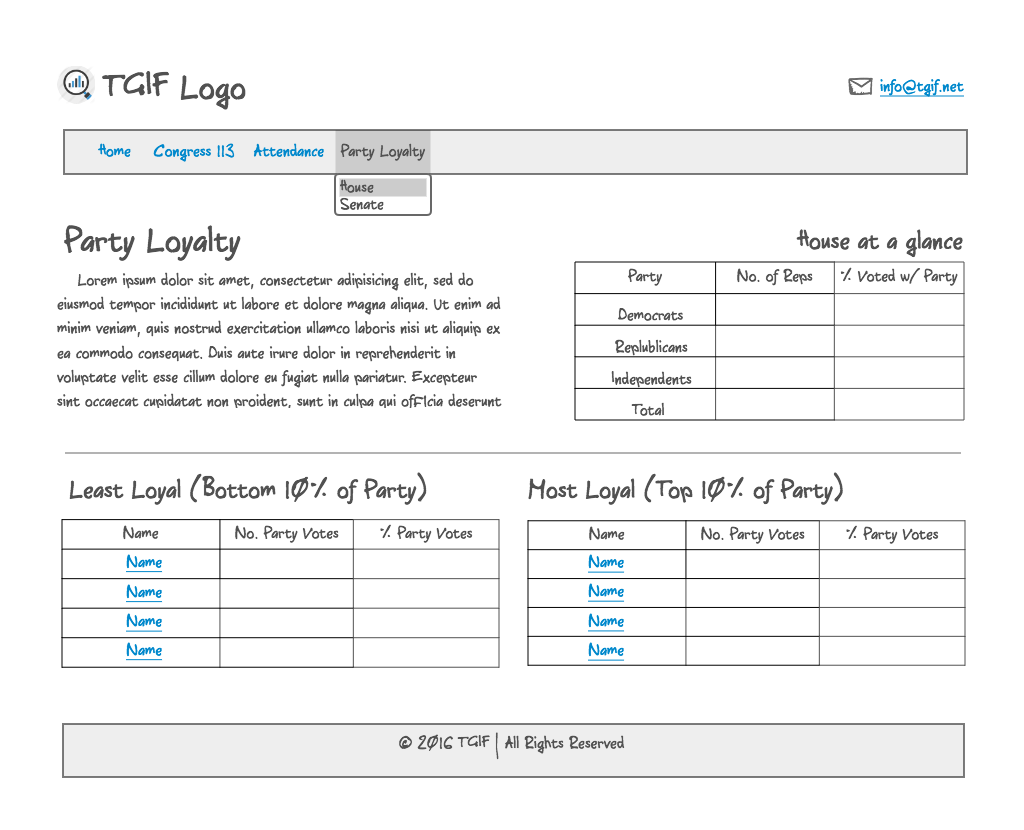 TGIF Logo
info@tgif.net
Home Congress 113 Attendance Party Loyalty
House
Senate
Party Loyalty
Lorem ipsum dolor sit amet, consectetur adipisicing elit, sed do
eiusmod tempor incididunt ut labore et dolore magna aliqua. Ut enim ad
minim veniam, quis nostrud exercitation ullamco laboris nisi ut aliquip ex
ea commodo consequat. Duis aute irure dolor in reprehenderit in
voluptate velit esse cillum dolore eu fugiat nulla pariatur. Excepteur
sint occaecat cupidatat non proident, sunt in culpa qui officia deserunt
House at a glance
Party No. of Reps % Voted w/ Party
Democrats
Replublicans
Independents
Total
Least Loyal (Bottom 10% of Party)
Name No. Party Votes % Party Votes
Name
Name
Name
Name
Most Loyal (Top 10% of Party)
Name No. Party Votes % Party Votes
Name
Name
Name
Name
© 2016 TGIF | All Rights Reserved